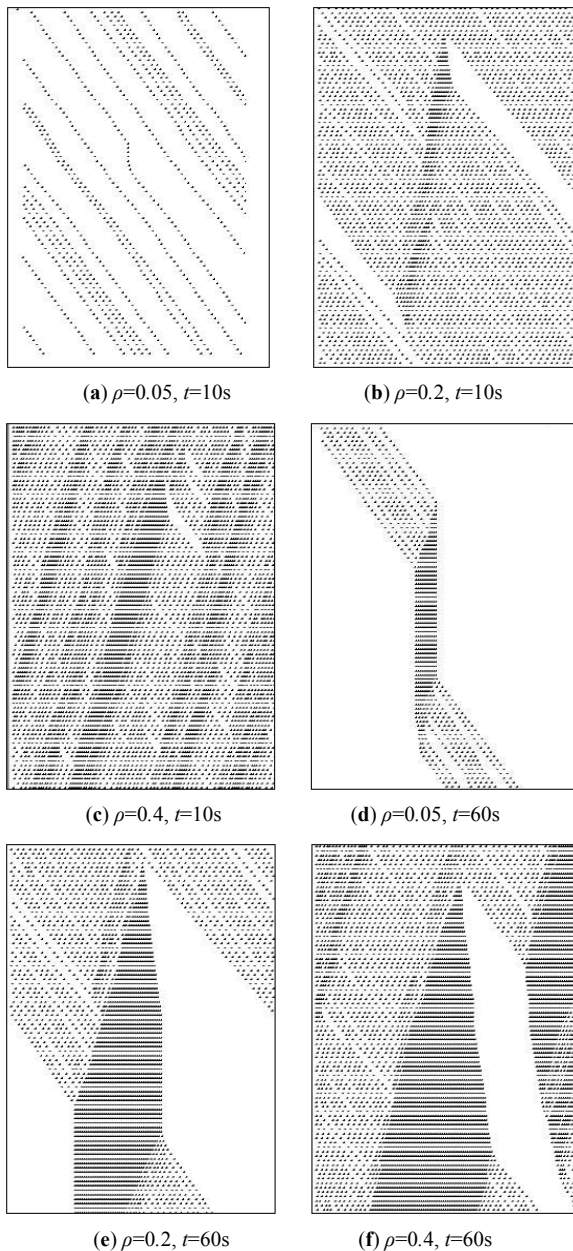 (a) ρ=0.05, t=10s
(b) ρ=0.2, t=10s
(c) ρ=0.4, t=10s
(d) ρ=0.05, t=60s
(e) ρ=0.2, t=60s
(f) ρ=0.4, t=60s